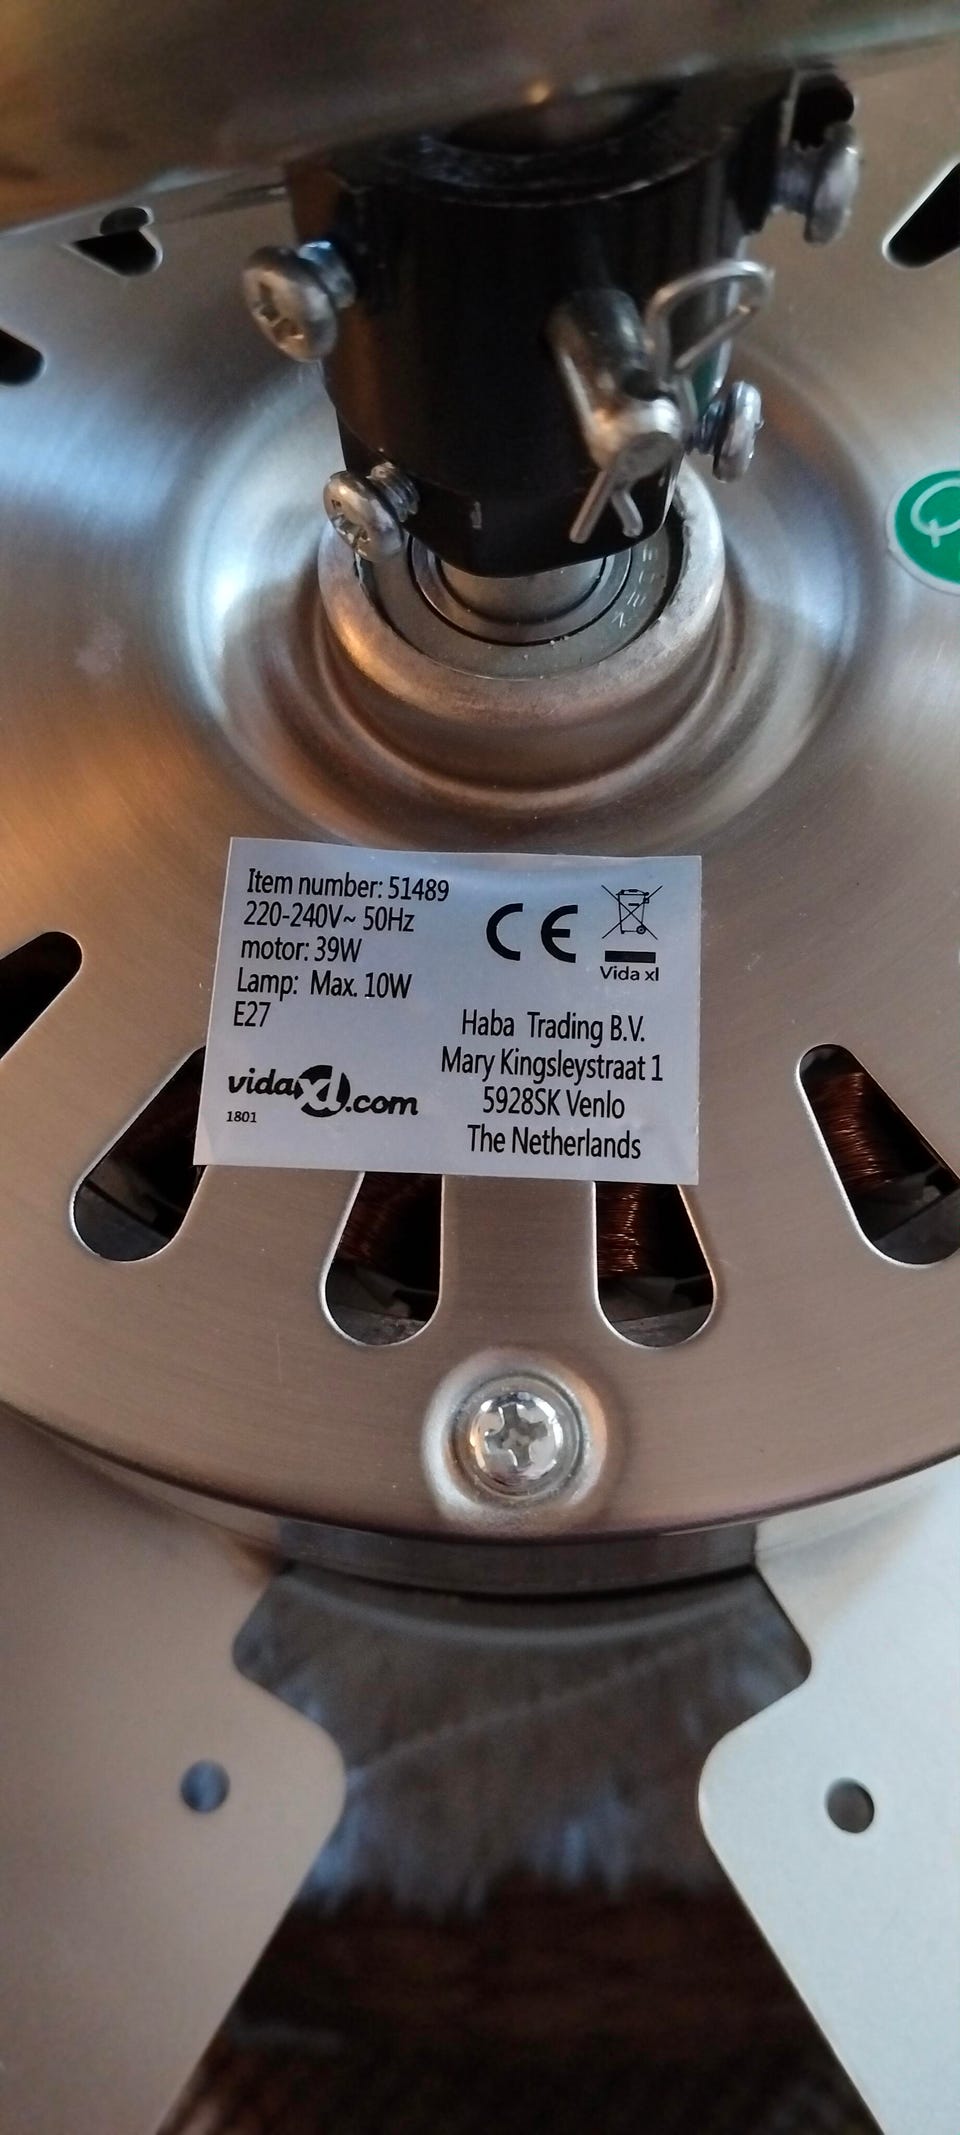 Item number: 51489
220-240V~ 50Hz
motor: 39W
Lamp: Max. 10W
E27
vidaXL.com
1801
CE
Vida xl
Haba Trading B.V.
Mary Kingsleystraat 1
5928SK Venlo
The Netherlands